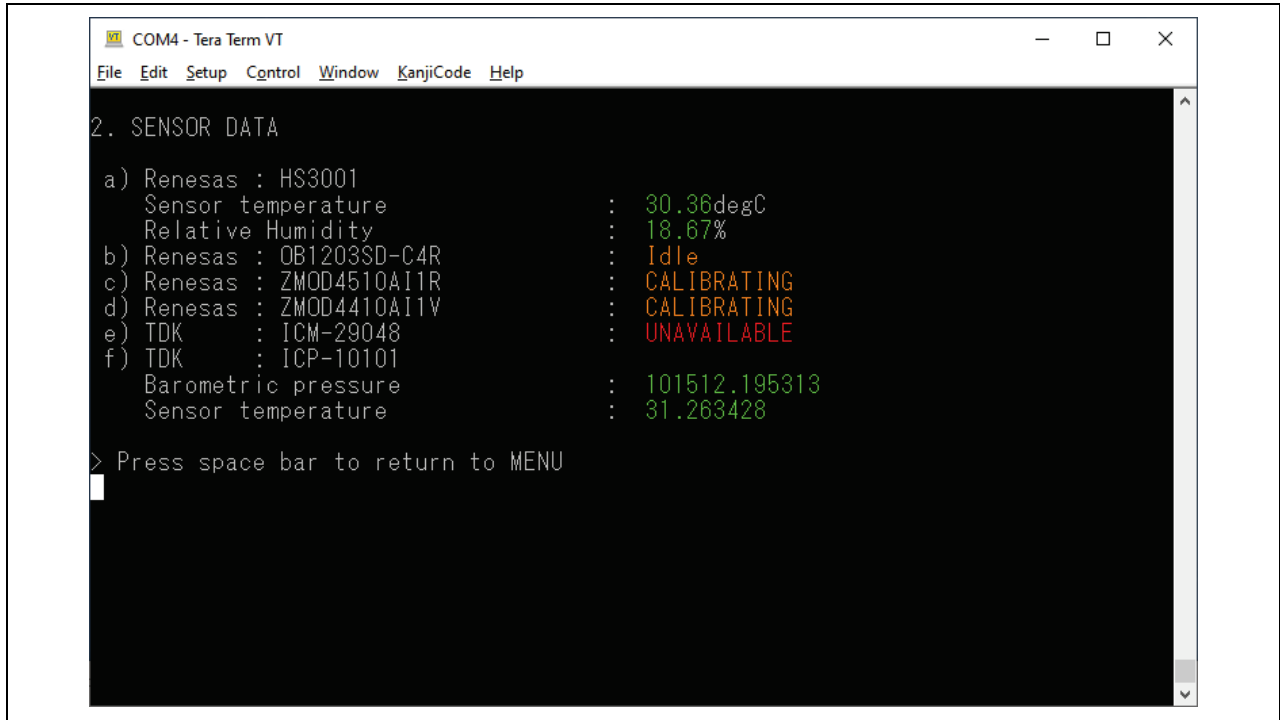 COM4 - Tera Term VT
File Edit Setup Control Window KanjiCode Help
2. SENSOR DATA
a) Renesas : HS3001
Sensor temperature : 30.36degC
Relative Humidity : 18.67%
b) Renesas : OB1203SD-C4R : Idle
c) Renesas : ZMOD4510AI1R : CALIBRATING
d) Renesas : ZMOD4410AI1V : CALIBRATING
e) TDK : ICM-29048 : UNAVAILABLE
f) TDK : ICP-10101
Barometric pressure : 101512.195313
Sensor temperature : 31.263428
> Press space bar to return to MENU